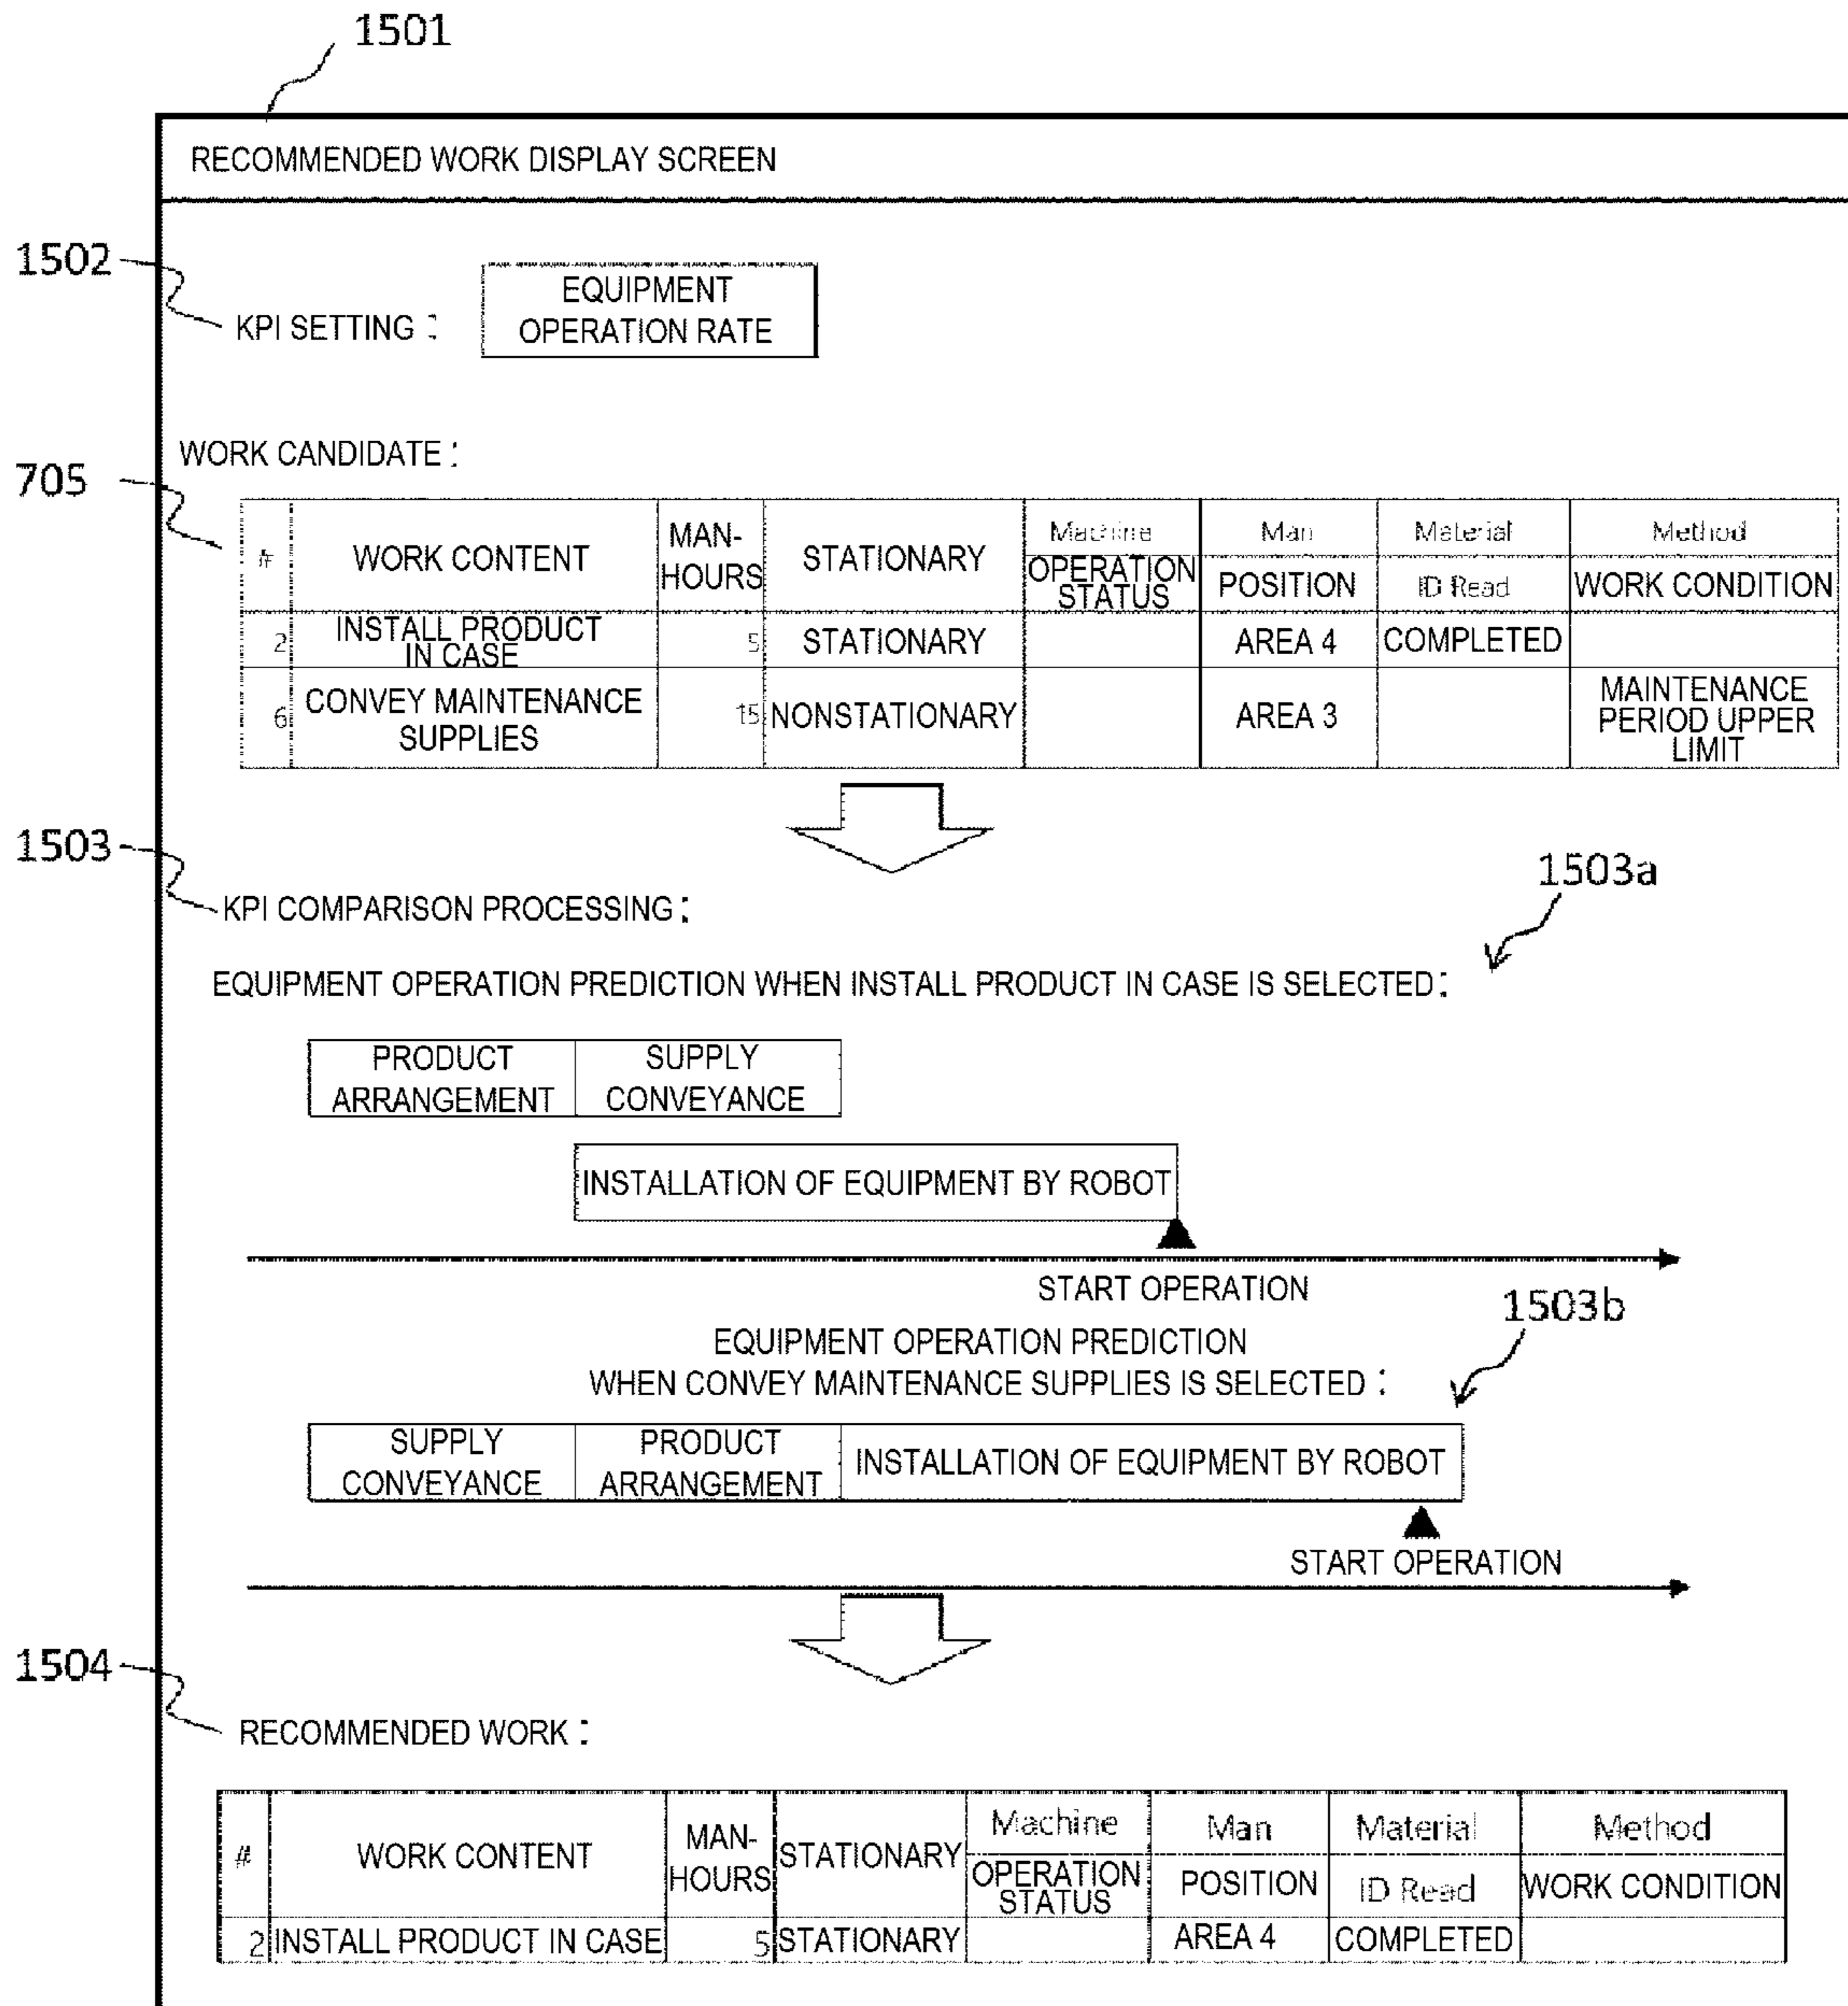 1501
RECOMMENDED WORK DISPLAY SCREEN
1502
KPI SETTING :
EQUIPMENT
OPERATION RATE
WORK CANDIDATE :
705
# WORK CONTENT MAN-HOURS STATIONARY Machine Man Material Method
OPERATION STATUS POSITION ID Read WORK CONDITION
2 INSTALL PRODUCT IN CASE 5 STATIONARY AREA 4 COMPLETED
6 CONVEY MAINTENANCE SUPPLIES 15 NONSTATIONARY AREA 3 MAINTENANCE PERIOD UPPER LIMIT
1503
KPI COMPARISON PROCESSING :
1503a
EQUIPMENT OPERATION PREDICTION WHEN INSTALL PRODUCT IN CASE IS SELECTED :
PRODUCT ARRANGEMENT SUPPLY CONVEYANCE
INSTALLATION OF EQUIPMENT BY ROBOT
START OPERATION
1503b
EQUIPMENT OPERATION PREDICTION
WHEN CONVEY MAINTENANCE SUPPLIES IS SELECTED :
SUPPLY CONVEYANCE PRODUCT ARRANGEMENT INSTALLATION OF EQUIPMENT BY ROBOT
START OPERATION
1504
RECOMMENDED WORK :
# WORK CONTENT MAN-HOURS STATIONARY Machine Man Material Method
OPERATION STATUS POSITION ID Read WORK CONDITION
2 INSTALL PRODUCT IN CASE 5 STATIONARY AREA 4 COMPLETED